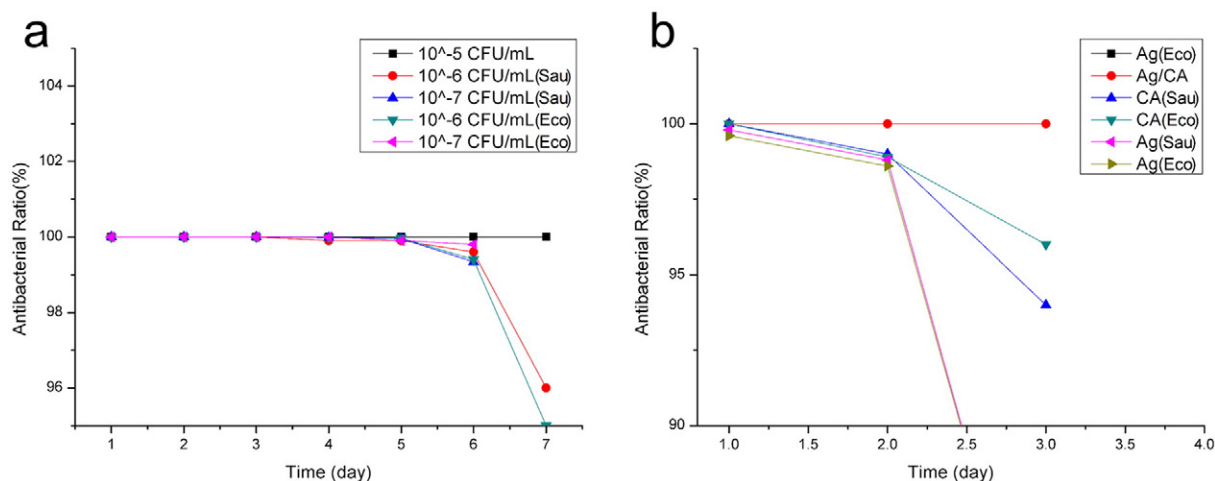 a
10^-5 CFU/mL
10^-6 CFU/mL(Sau)
10^-7 CFU/mL(Sau)
10^-6 CFU/mL(Eco)
10^-7 CFU/mL(Eco)
Antibacterial Ratio(%)
104
102
100
98
96
1 2 3 4 5 6 7
Time (day)
b
Ag(Eco)
Ag/CA
CA(Sau)
CA(Eco)
Ag(Sau)
Ag(Eco)
Antibacterial Ratio(%)
100
95
90
1.0 1.5 2.0 2.5 3.0 3.5 4.0
Time (day)